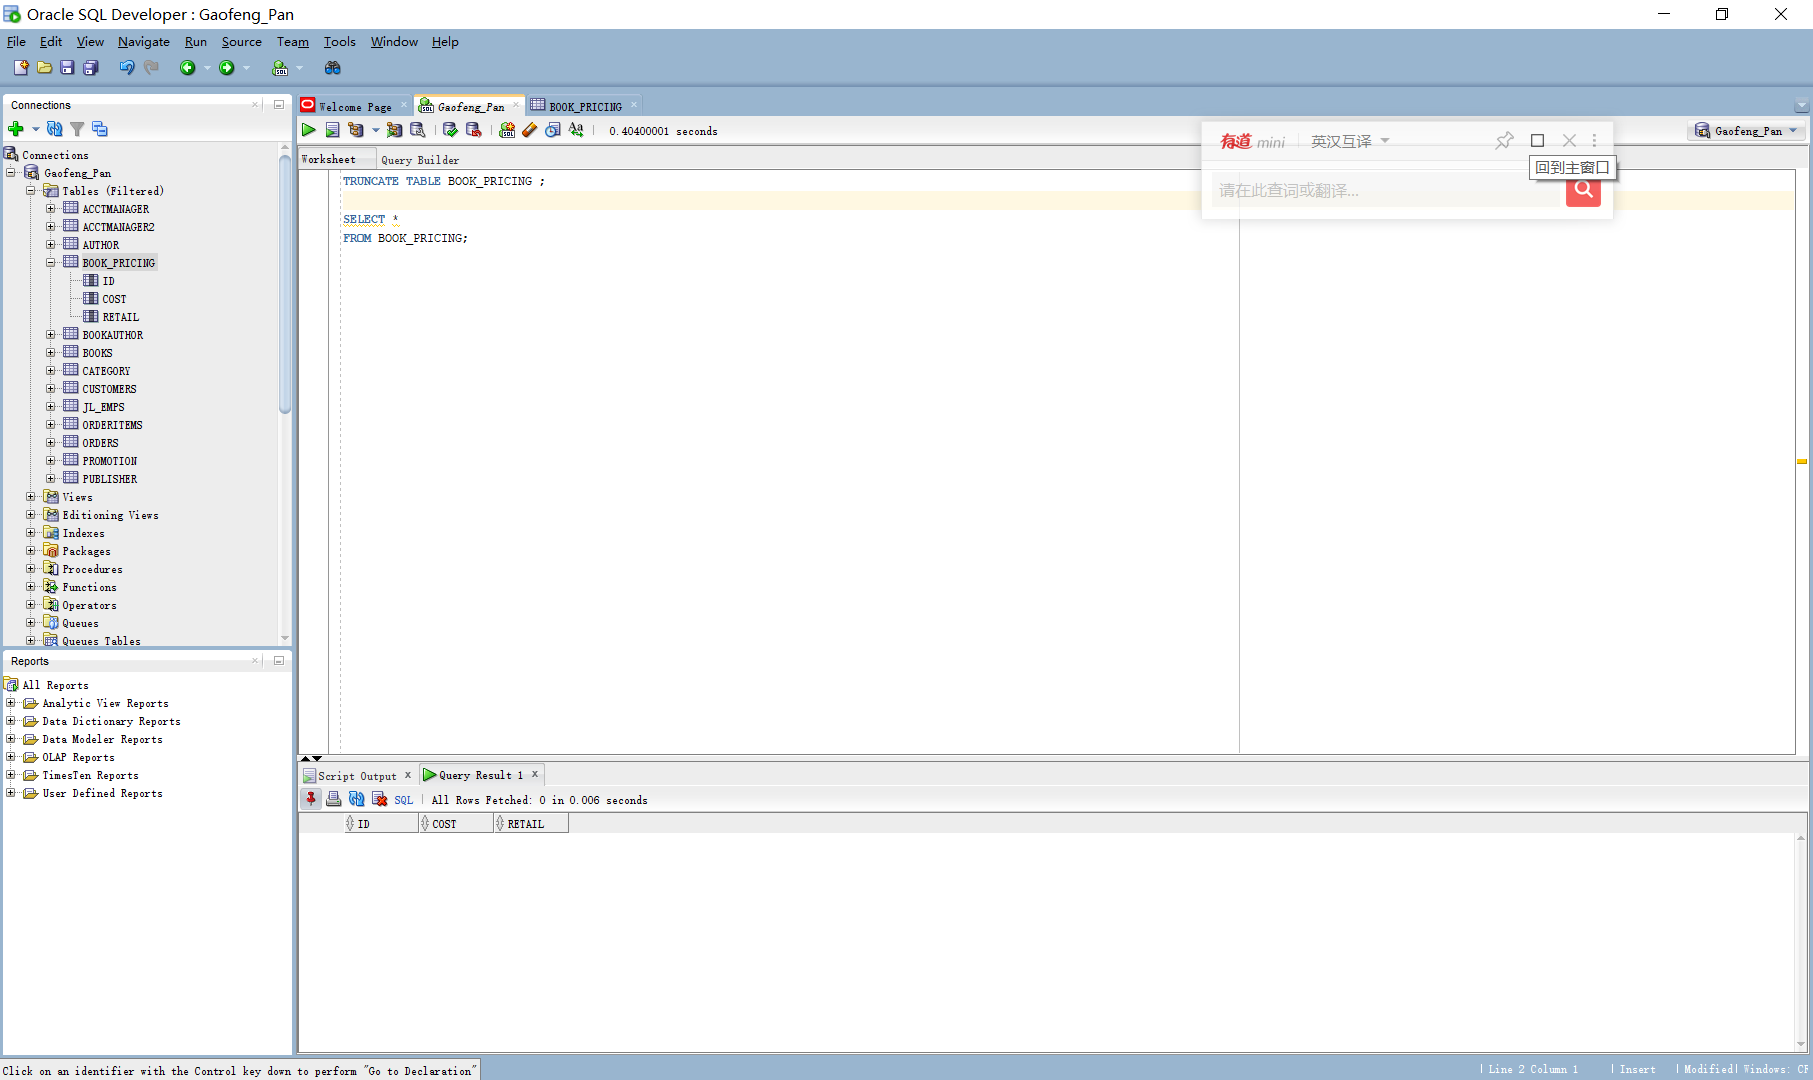 Oracle SQL Developer : Gaofeng_Pan
File Edit View Navigate Run Source Team Tools Window Help
Connections
Welcome Page
Gaofeng_Pan
BOOK_PRICING
0.40400001 seconds
Gaofeng_Pan
Worksheet
Query Builder
有道 mini
英汉互译
回到主窗口
请在此查词或翻译...
TRUNCATE TABLE BOOK_PRICING ;
SELECT *
FROM BOOK_PRICING;
Connections
Gaofeng_Pan
Tables (Filtered)
ACCTMANAGER
ACCTMANAGER2
AUTHOR
BOOK_PRICING
ID
COST
RETAIL
BOOKAUTHOR
BOOKS
CATEGORY
CUSTOMERS
JL_EMPS
ORDERITEMS
ORDERS
PROMOTION
PUBLISHER
Views
Editioning Views
Indexes
Packages
Procedures
Functions
Operators
Queues
Queues Tables
Reports
All Reports
Analytic View Reports
Data Dictionary Reports
Data Modeler Reports
OLAP Reports
TimesTen Reports
User Defined Reports
Script Output
Query Result 1
SQL
All Rows Fetched: 0 in 0.006 seconds
ID
COST
RETAIL
Click on an identifier with the Control key down to perform "Go to Declaration"
Line 2 Column 1
Insert
Modified
Windows: